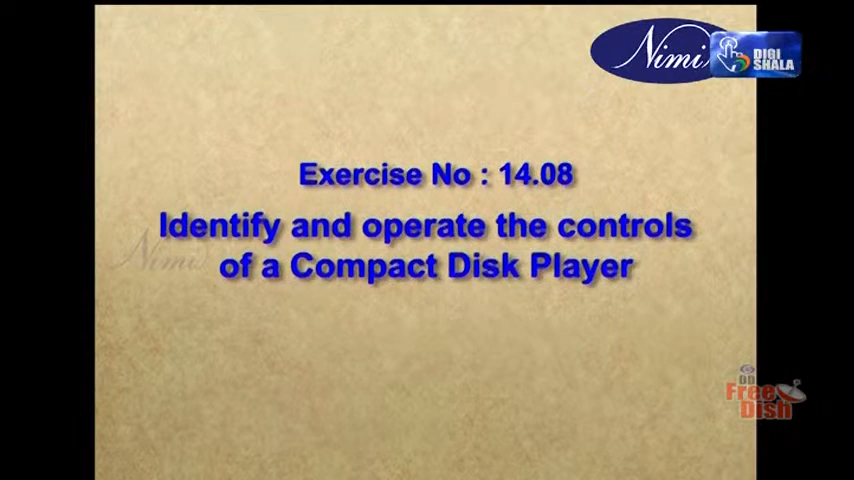 Nimi
DIGI
SHALA
Exercise No : 14.08
Identify and operate the controls
Nimi
of a Compact Disk Player
DD
Free
Dish